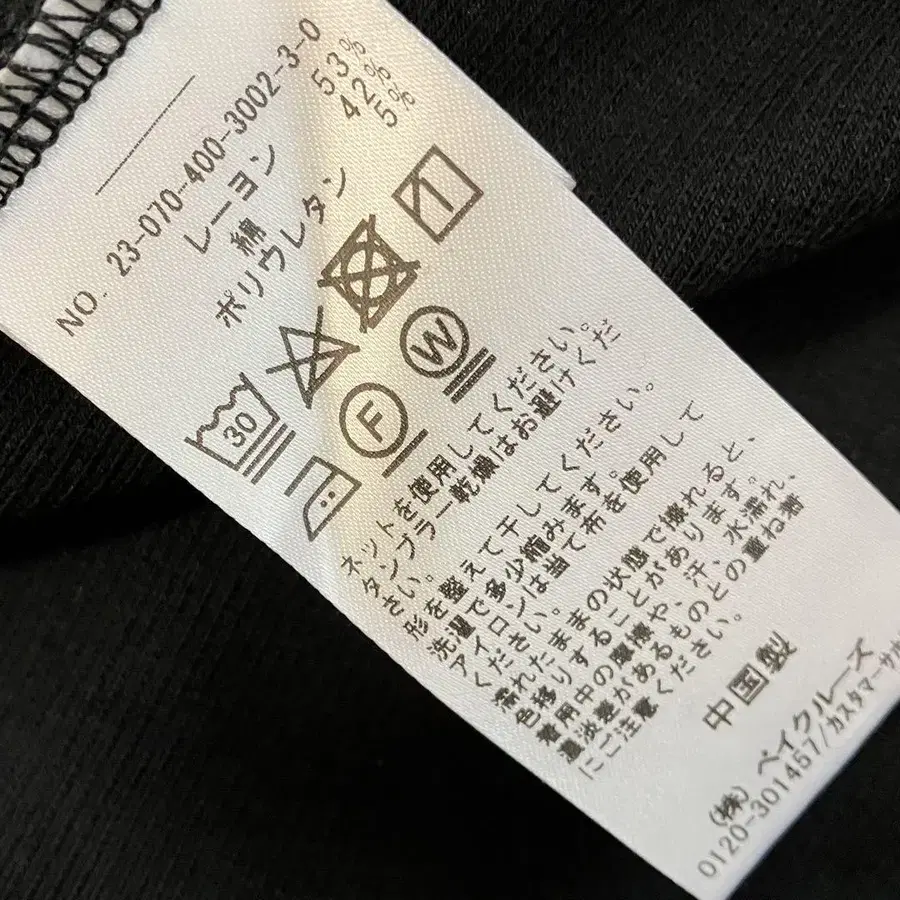 NO. 23-070-400-3002-3-0
レーヨン 53%
綿 42%
ポリウレタン 5%
30
F
W
ネットを使用してください。
タンブラー乾燥はお避けくだ
さい。
形を整えて干してください。
洗濯で多少縮みます。
アイロンは当て布を使用して
ください。
濡れたままの状態で擦れると、
色移りすることがあります。
着用中の摩擦や、汗、水濡れ、
濃淡差があるものとの重ね着
にご注意ください。
中国製
(株) ベイクルーズ
0120-301457/カスタマーサポ